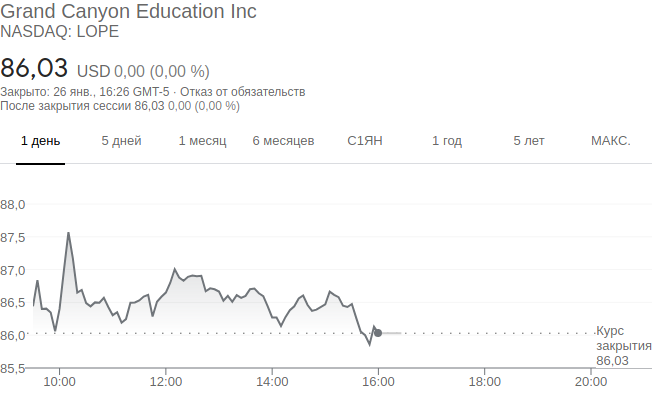 Grand Canyon Education Inc
NASDAQ: LOPE
86,03 USD 0,00 (0,00 %)
Закрыто: 26 янв., 16:26 GMT-5 · Отказ от обязательств
После закрытия сессии 86,03 0,00 (0,00 %)
1 день 5 дней 1 месяц 6 месяцев С1ЯН 1 год 5 лет МАКС.
88,0
87,5
87,0
86,5
86,0
Курс
закрытия
86,03
85,5
10:00 12:00 14:00 16:00 18:00 20:00